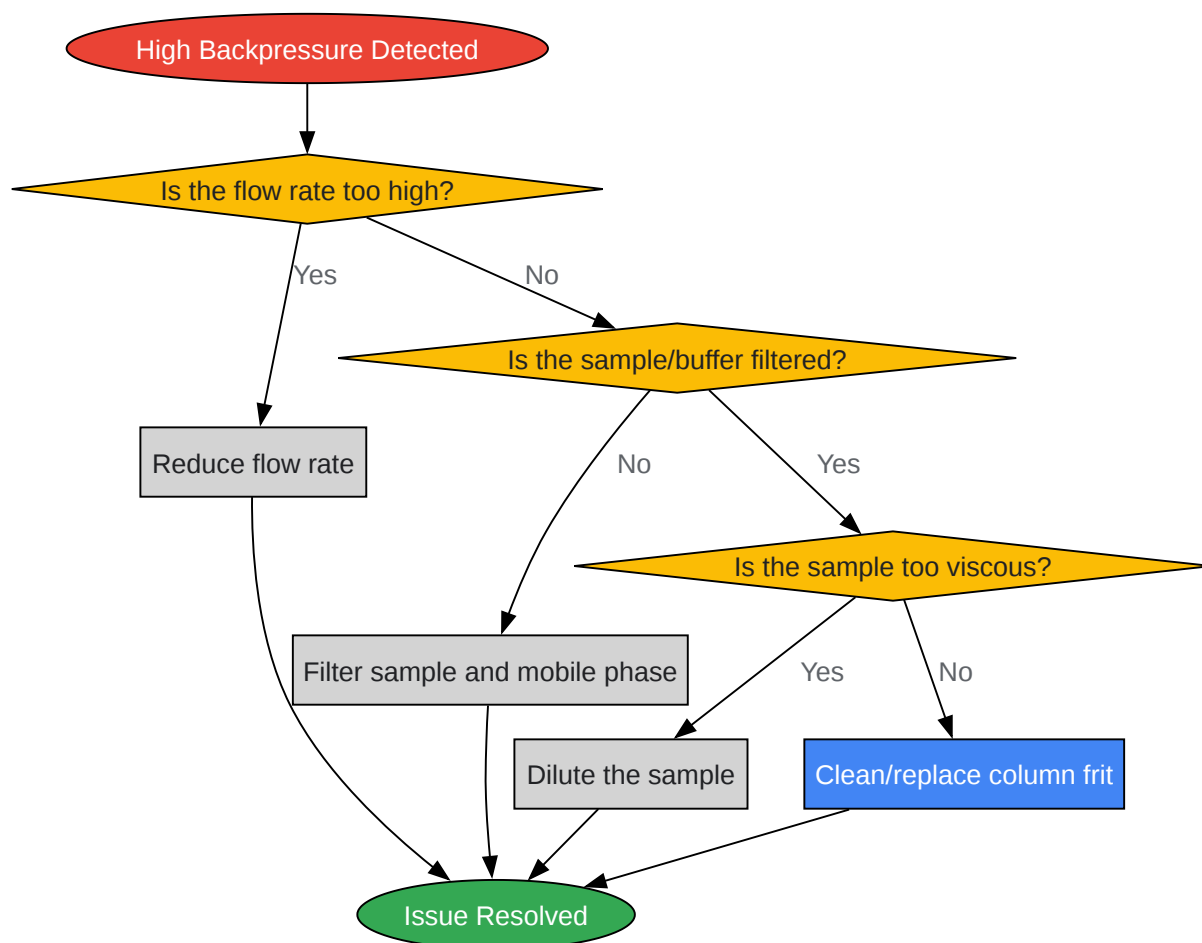 High Backpressure Detected
Is the flow rate too high?
Yes
No
Is the sample/buffer filtered?
Reduce flow rate
No
Yes
Is the sample too viscous?
Filter sample and mobile phase
Yes
No
Dilute the sample
Clean/replace column frit
Issue Resolved